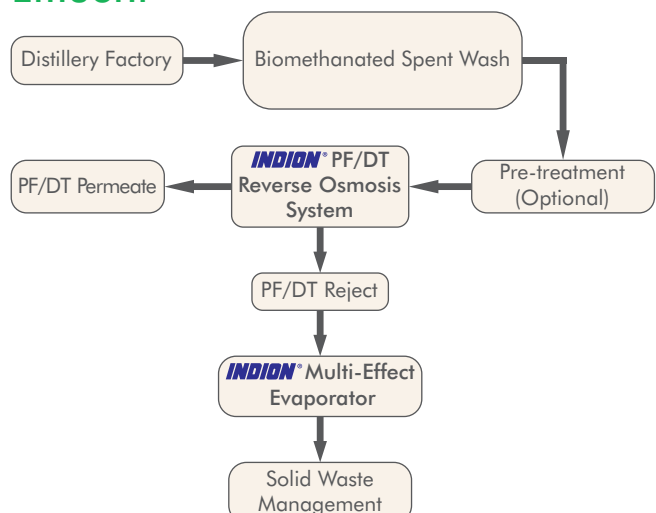 Distillery Factory
Biomethanated Spent Wash
Pre-treatment
(Optional)
INDION® PF/DT
Reverse Osmosis
System
PF/DT Permeate
PF/DT Reject
INDION® Multi-Effect
Evaporator
Solid Waste
Management